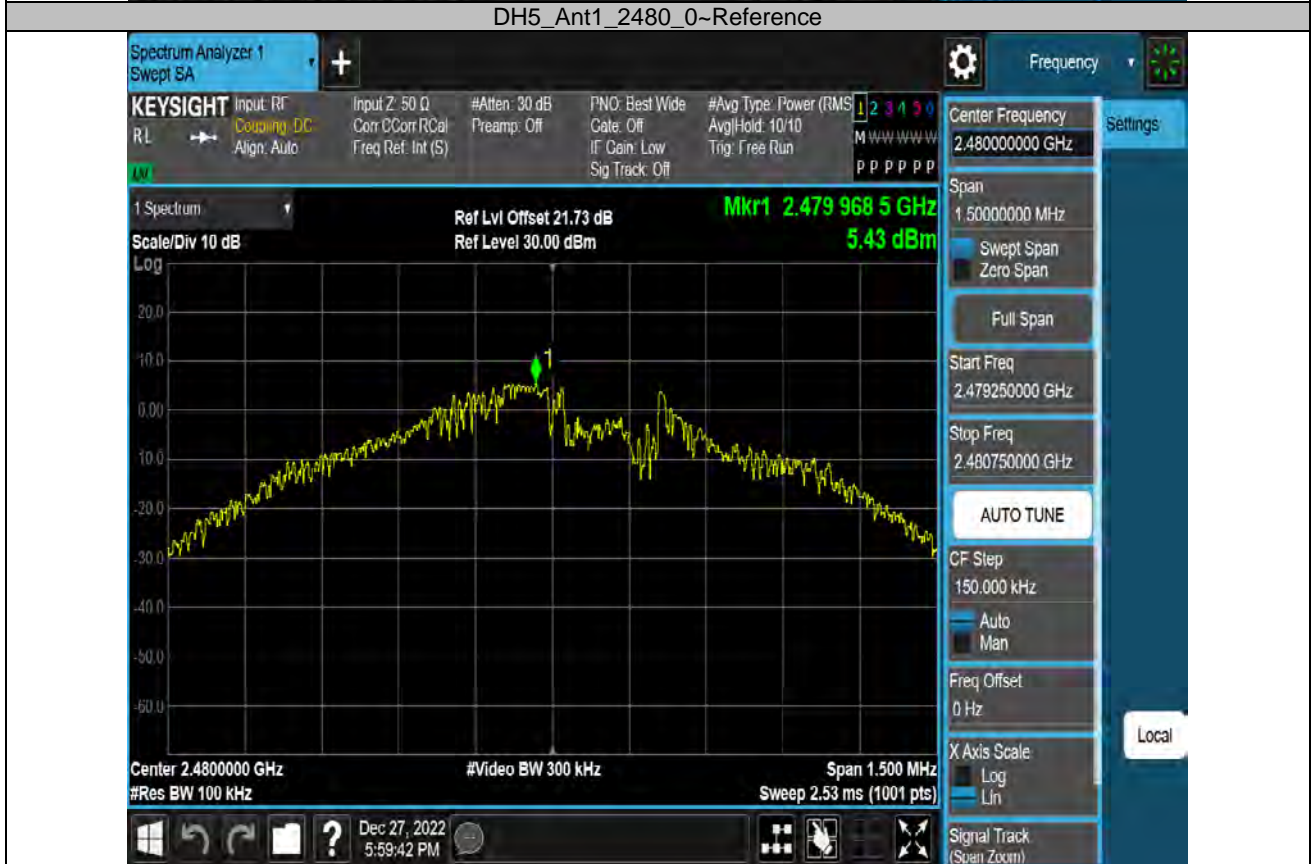 DH5_Ant1_2480_0~Reference
Spectrum Analyzer 1
Swept SA
Frequency
KEYSIGHT
RL
Input: RF
Coupling: DC
Align: Auto
Input Z: 50 Ω
Corr CCorr RCal
Freq Ref: Int (S)
#Atten: 30 dB
Preamp: Off
PNO: Best Wide
Gate: Off
IF Gain: Low
Sig Track: Off
#Avg Type: Power (RMS
Avg|Hold: 10/10
Trig: Free Run
1 2 3 4 5 6
M W W W W W
P P P P P P
1 Spectrum
Scale/Div 10 dB
Log
Ref Lvl Offset 21.73 dB
Ref Level 30.00 dBm
Mkr1 2.479 968 5 GHz
5.43 dBm
20.0
10.0
0.00
-10.0
-20.0
-30.0
-40.0
-50.0
-60.0
1
Center 2.4800000 GHz
#Res BW 100 kHz
#Video BW 300 kHz
Span 1.500 MHz
Sweep 2.53 ms (1001 pts)
?
Dec 27, 2022
5:59:42 PM
Center Frequency
2.480000000 GHz
Settings
Span
1.50000000 MHz
Swept Span
Zero Span
Full Span
Start Freq
2.479250000 GHz
Stop Freq
2.480750000 GHz
AUTO TUNE
CF Step
150.000 kHz
Auto
Man
Freq Offset
0 Hz
Local
X Axis Scale
Log
Lin
Signal Track
(Span Zoom)